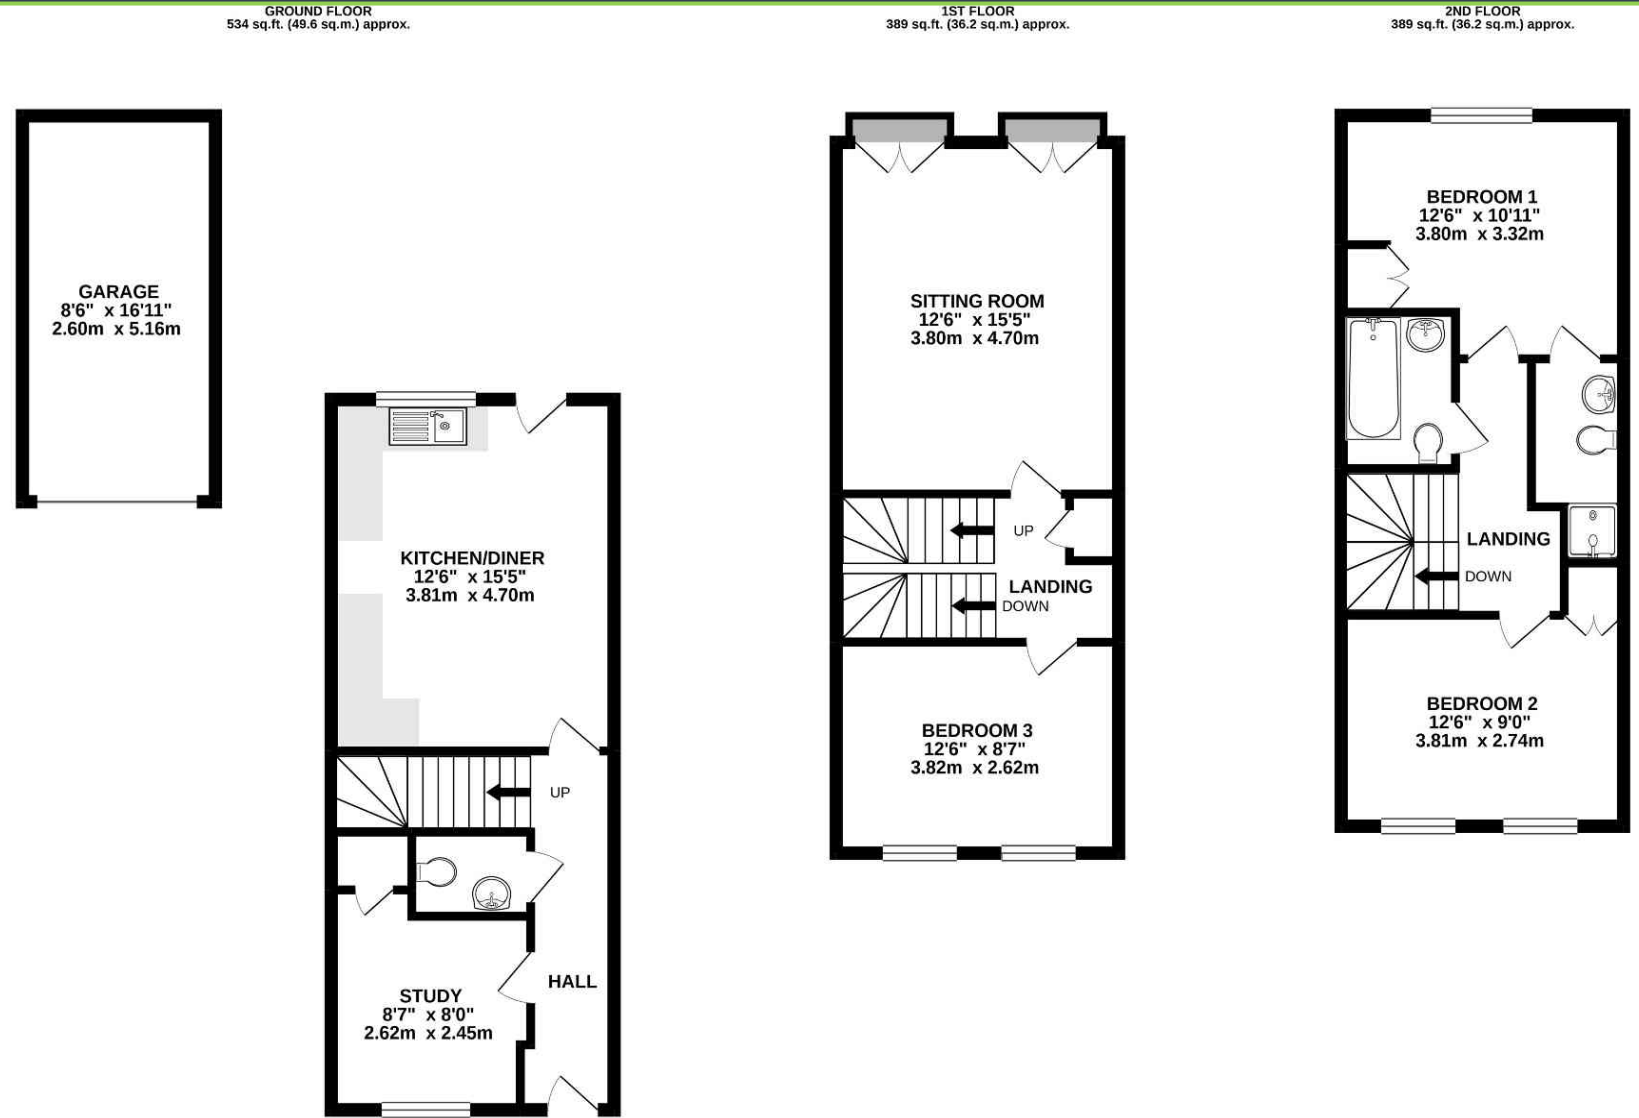 GROUND FLOOR
534 sq.ft. (49.6 sq.m.) approx.
1ST FLOOR
389 sq.ft. (36.2 sq.m.) approx.
2ND FLOOR
389 sq.ft. (36.2 sq.m.) approx.
GARAGE
8'6" x 16'11"
2.60m x 5.16m
KITCHEN/DINER
12'6" x 15'5"
3.81m x 4.70m
UP
HALL
STUDY
8'7" x 8'0"
2.62m x 2.45m
SITTING ROOM
12'6" x 15'5"
3.80m x 4.70m
UP
LANDING
DOWN
BEDROOM 3
12'6" x 8'7"
3.82m x 2.62m
BEDROOM 1
12'6" x 10'11"
3.80m x 3.32m
LANDING
DOWN
BEDROOM 2
12'6" x 9'0"
3.81m x 2.74m